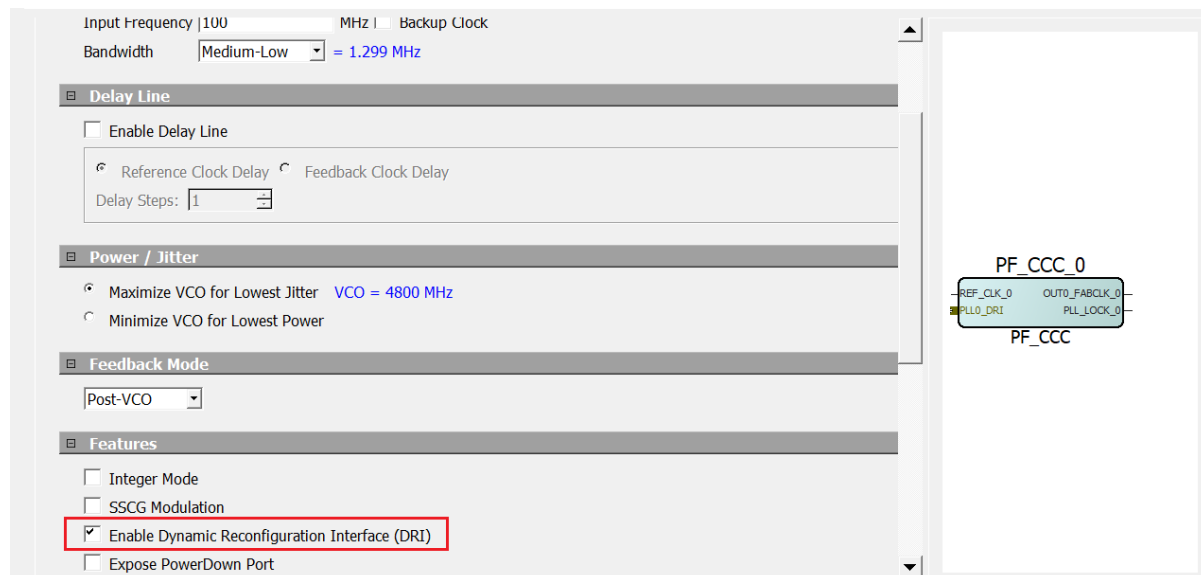 Input Frequency 100 MHz Backup Clock
Bandwidth Medium-Low = 1.299 MHz
Delay Line
Enable Delay Line
Reference Clock Delay Feedback Clock Delay
Delay Steps: 1
Power / Jitter
Maximize VCO for Lowest Jitter VCO = 4800 MHz
Minimize VCO for Lowest Power
Feedback Mode
Post-VCO
Features
Integer Mode
SSCG Modulation
Enable Dynamic Reconfiguration Interface (DRI)
Expose PowerDown Port
PF_CCC_0
REF_CLK_0 OUT0_FABCLK_0
PLL0_DRI PLL_LOCK_0
PF_CCC